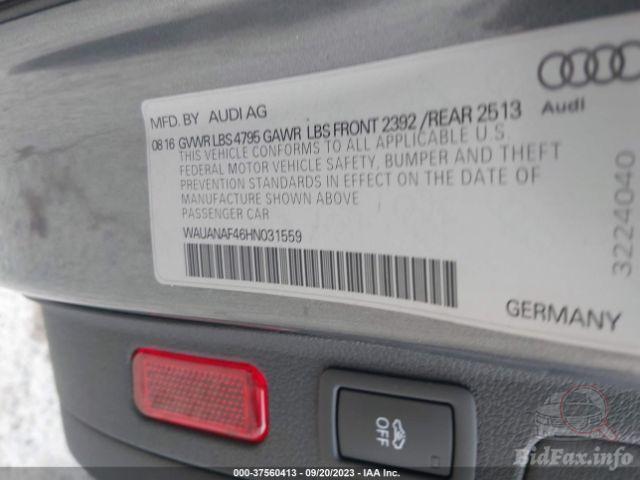 MFD.BY AUDI AG
08 16 GVWR LBS 4795 GAWR LBS FRONT 2392 /REAR 2513
THIS VEHICLE CONFORMS TO ALL APPLICABLE U.S.
FEDERAL MOTOR VEHICLE SAFETY, BUMPER AND THEFT
PREVENTION STANDARDS IN EFFECT ON THE DATE OF
MANUFACTURE SHOWN ABOVE
PASSENGER CAR
WAUANAF46HN031559
Audi
3224040
GERMANY
OFF
BidFax.info
000-37560413 - 09/20/2023 - IAA Inc.